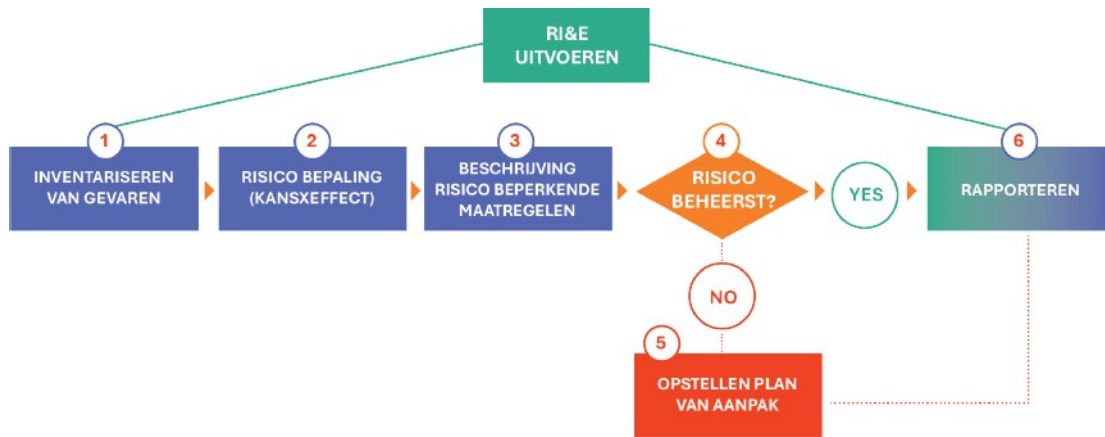 RI&E
UITVOEREN
1
INVENTARISEREN
VAN GEVAREN
2
RISICO BEPALING
(KANSXEFFECT)
3
BESCHRIJVING
RISICO BEPERKENDE
MAATREGELEN
4
RISICO
BEHEERST?
YES
6
RAPPORTEREN
NO
5
OPSTELLEN PLAN
VAN AANPAK